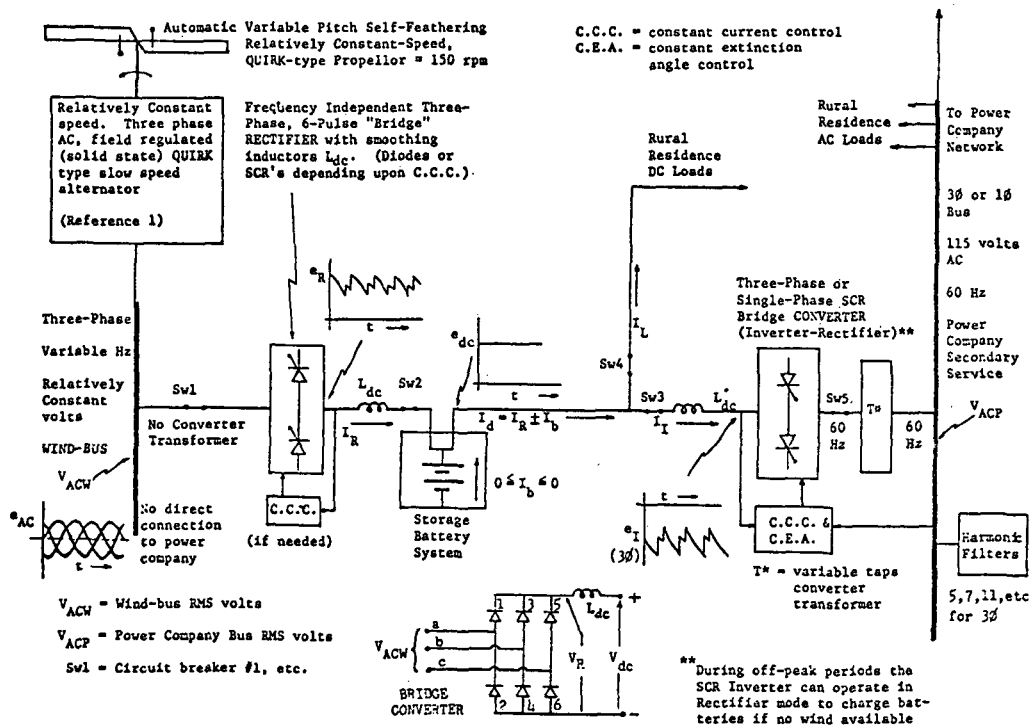 Automatic Variable Pitch Self-Feathering
Relatively Constant-Speed,
QUIRK-type Propellor = 150 rpm
C.C.C. = constant current control
C.E.A. = constant extinction
angle control
Relatively Constant
speed. Three phase
AC, field regulated
(solid state) QUIRK
type slow speed
alternator
(Reference 1)
Frequency Independent Three-
Phase, 6-Pulse "Bridge"
RECTIFIER with smoothing
inductors Ldc. (Diodes or
SCR's depending upon C.C.C.)
Rural
Residence
DC Loads
Rural
Residence
AC Loads
To Power
Company
Network
3Ø or 1Ø
Bus
115 volts
AC
60 Hz
Power
Company
Secondary
Service
VACP
Three-Phase
Variable Hz
Relatively
Constant
volts
WIND-BUS
VACW
eAC
t
No direct
connection
to power
company
Sw1
No Converter
Transformer
eR
t
C.C.C.
(if needed)
IR
Ldc
Sw2
edc
t
Id = IR ± Ib
0 ≤ Ib ≤ 0
Storage
Battery
System
IL
Sw4
Sw3
II
L'dc
Three-Phase or
Single-Phase SCR
Bridge CONVERTER
(Inverter-Rectifier)**
Sw5.
60
Hz
T*
60
Hz
t
eI
(3Ø)
C.C.C. &
C.E.A.
T* = variable taps
converter
transformer
Harmonic
Filters
5,7,11,etc
for 3Ø
VACW = Wind-bus RMS volts
VACP = Power Company Bus RMS volts
Sw1 = Circuit breaker #1, etc.
VACW
a
b
c
1
3
5
2
4
6
Ldc
+
VR
Vdc
-
BRIDGE
CONVERTER
**During off-peak periods the
SCR Inverter can operate in
Rectifier mode to charge bat-
teries if no wind available